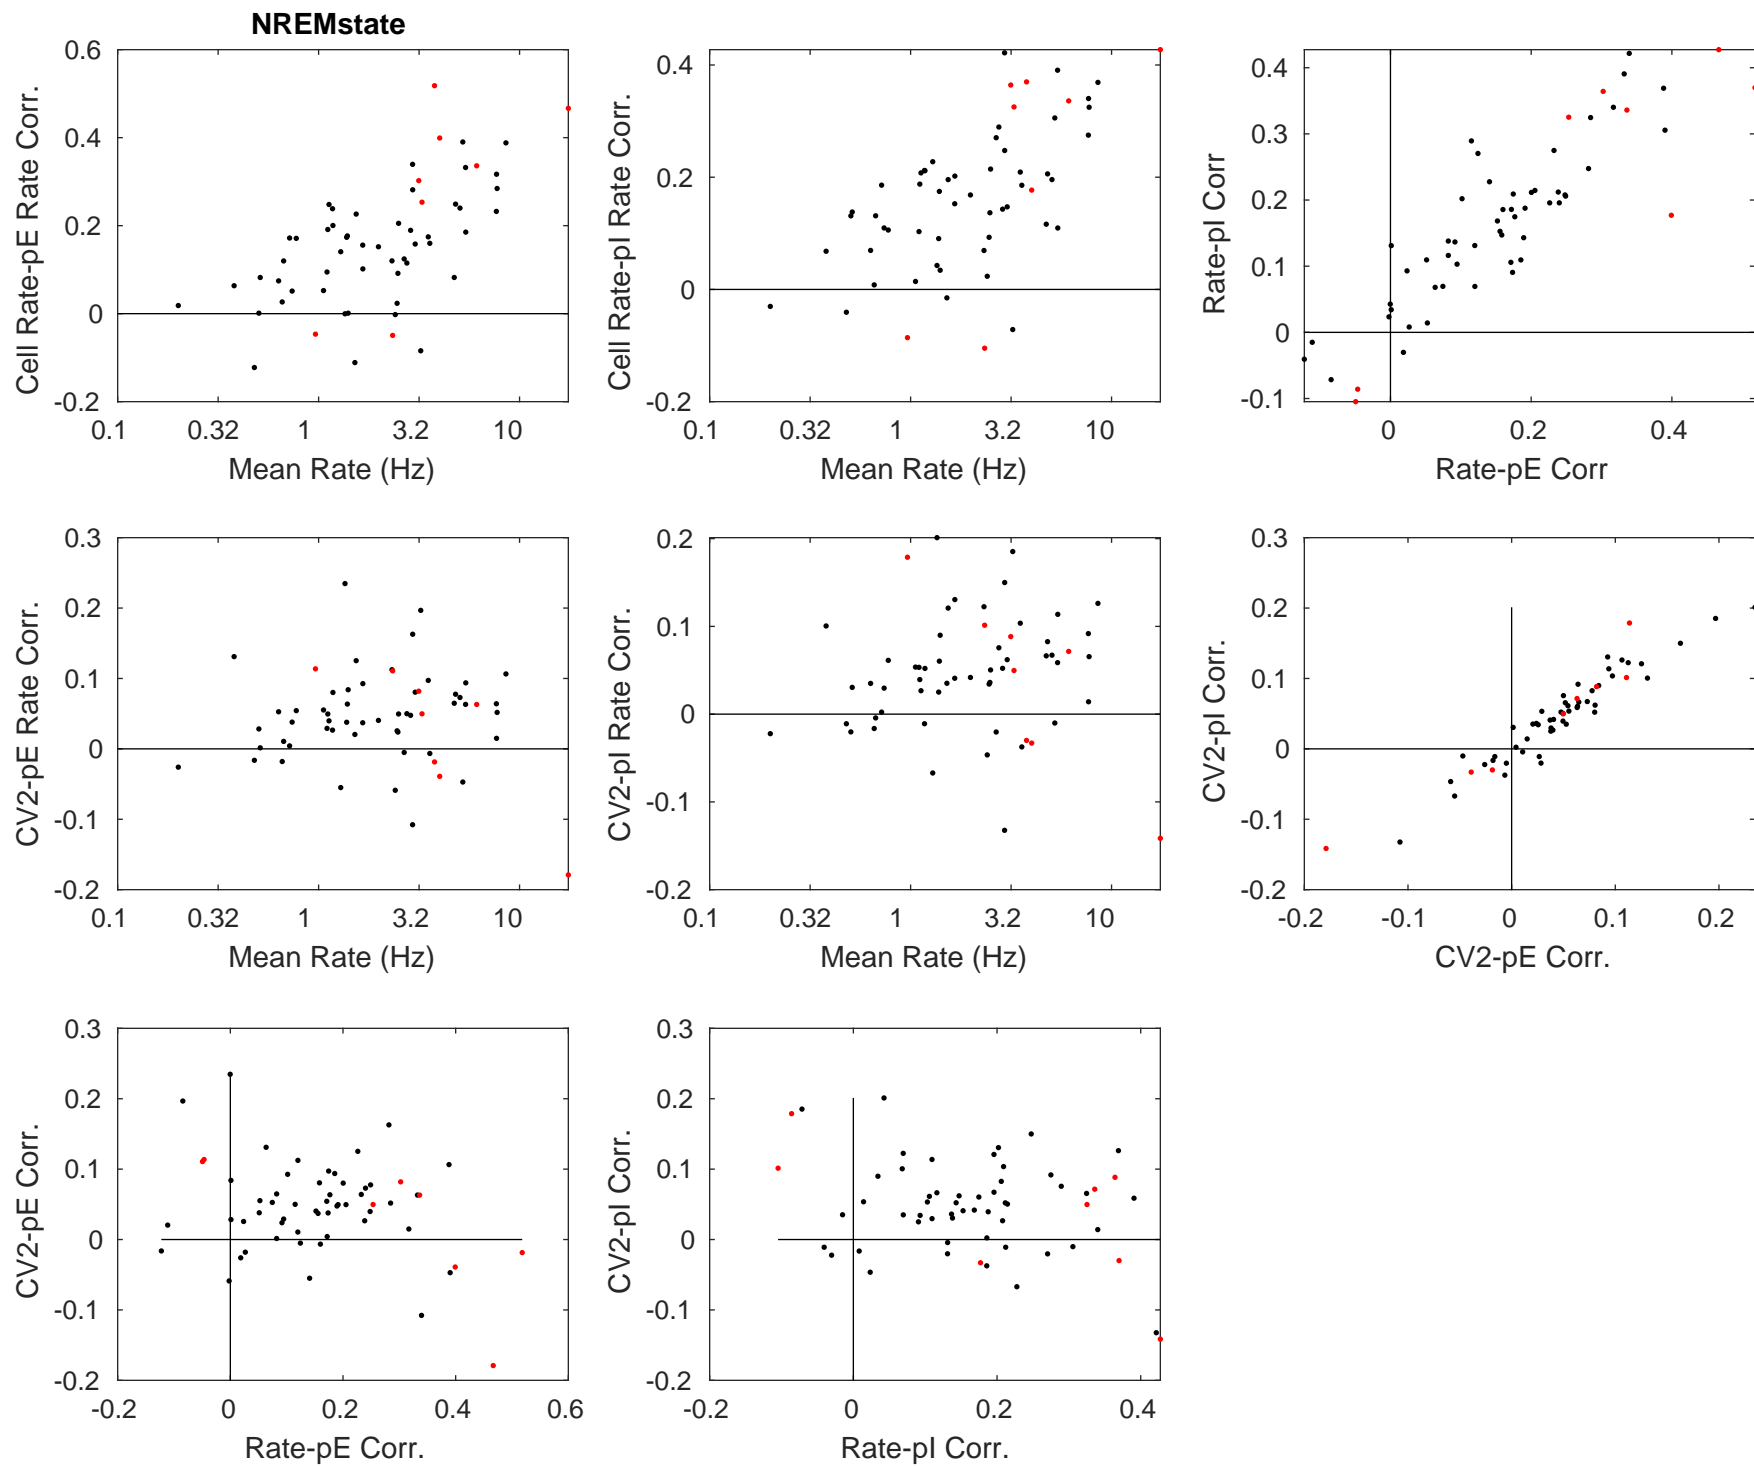 NREMstate
0.6
0.4
0.2
0
-0.2
Cell Rate-pE Rate Corr.
0.1 0.32 1 3.2 10
Mean Rate (Hz)
0.4
0.2
0
-0.2
Cell Rate-pI Rate Corr.
0.1 0.32 1 3.2 10
Mean Rate (Hz)
0.4
0.3
0.2
0.1
0
-0.1
Rate-pI Corr
0 0.2 0.4
Rate-pE Corr
0.3
0.2
0.1
0
-0.1
-0.2
CV2-pE Rate Corr.
0.1 0.32 1 3.2 10
Mean Rate (Hz)
0.2
0.1
0
-0.1
-0.2
CV2-pI Rate Corr.
0.1 0.32 1 3.2 10
Mean Rate (Hz)
0.3
0.2
0.1
0
-0.1
-0.2
CV2-pI Corr.
-0.2 -0.1 0 0.1 0.2
CV2-pE Corr.
0.3
0.2
0.1
0
-0.1
-0.2
CV2-pE Corr.
-0.2 0 0.2 0.4 0.6
Rate-pE Corr.
0.3
0.2
0.1
0
-0.1
-0.2
CV2-pI Corr.
-0.2 0 0.2 0.4
Rate-pI Corr.